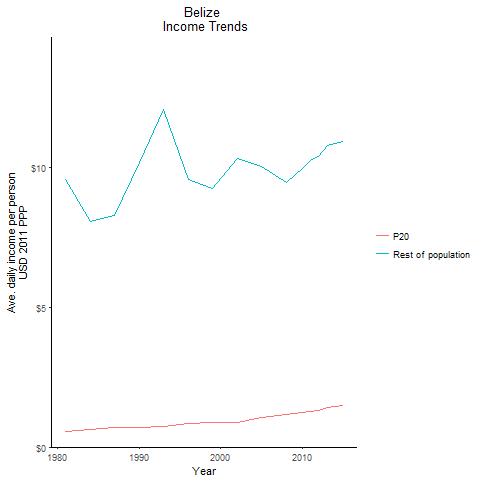 Belize
Income Trends
Ave. daily income per person
USD 2011 PPP
$10
$5
$0
1980
1990
2000
2010
Year
P20
Rest of population